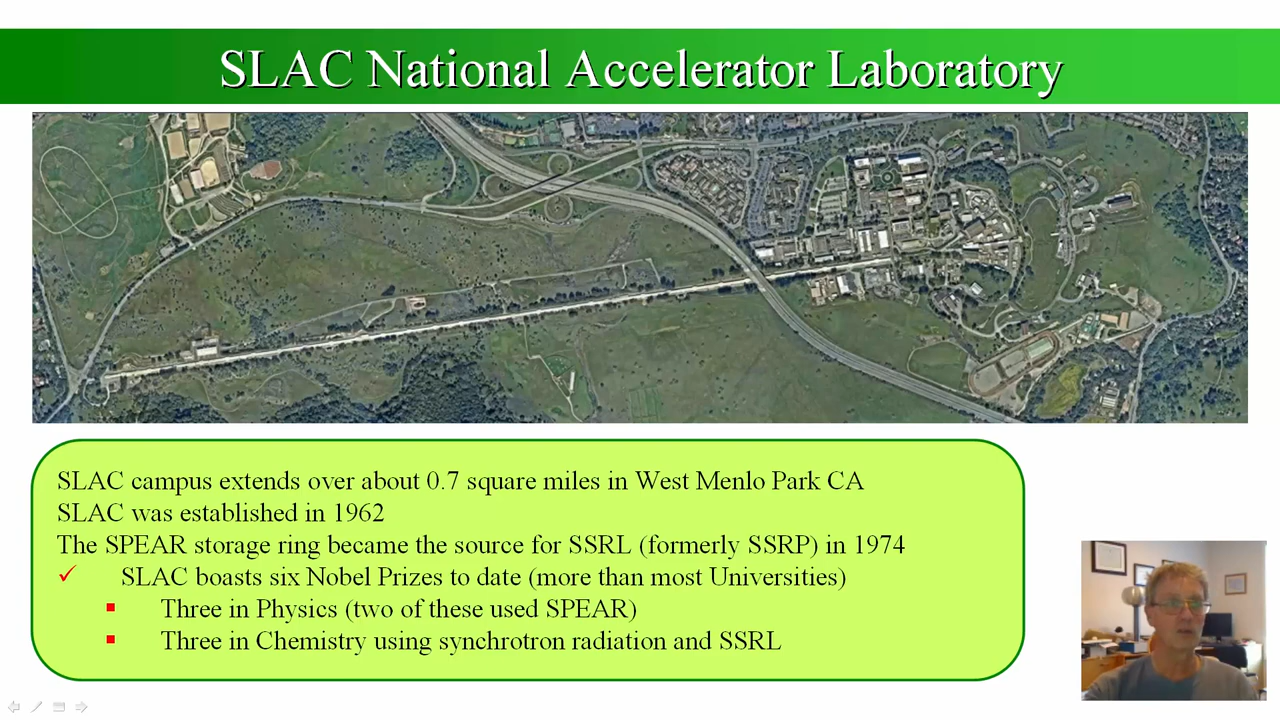 SLAC National Accelerator Laboratory
SLAC campus extends over about 0.7 square miles in West Menlo Park CA
SLAC was established in 1962
The SPEAR storage ring became the source for SSRL (formerly SSRP) in 1974
SLAC boasts six Nobel Prizes to date (more than most Universities)
Three in Physics (two of these used SPEAR)
Three in Chemistry using synchrotron radiation and SSRL